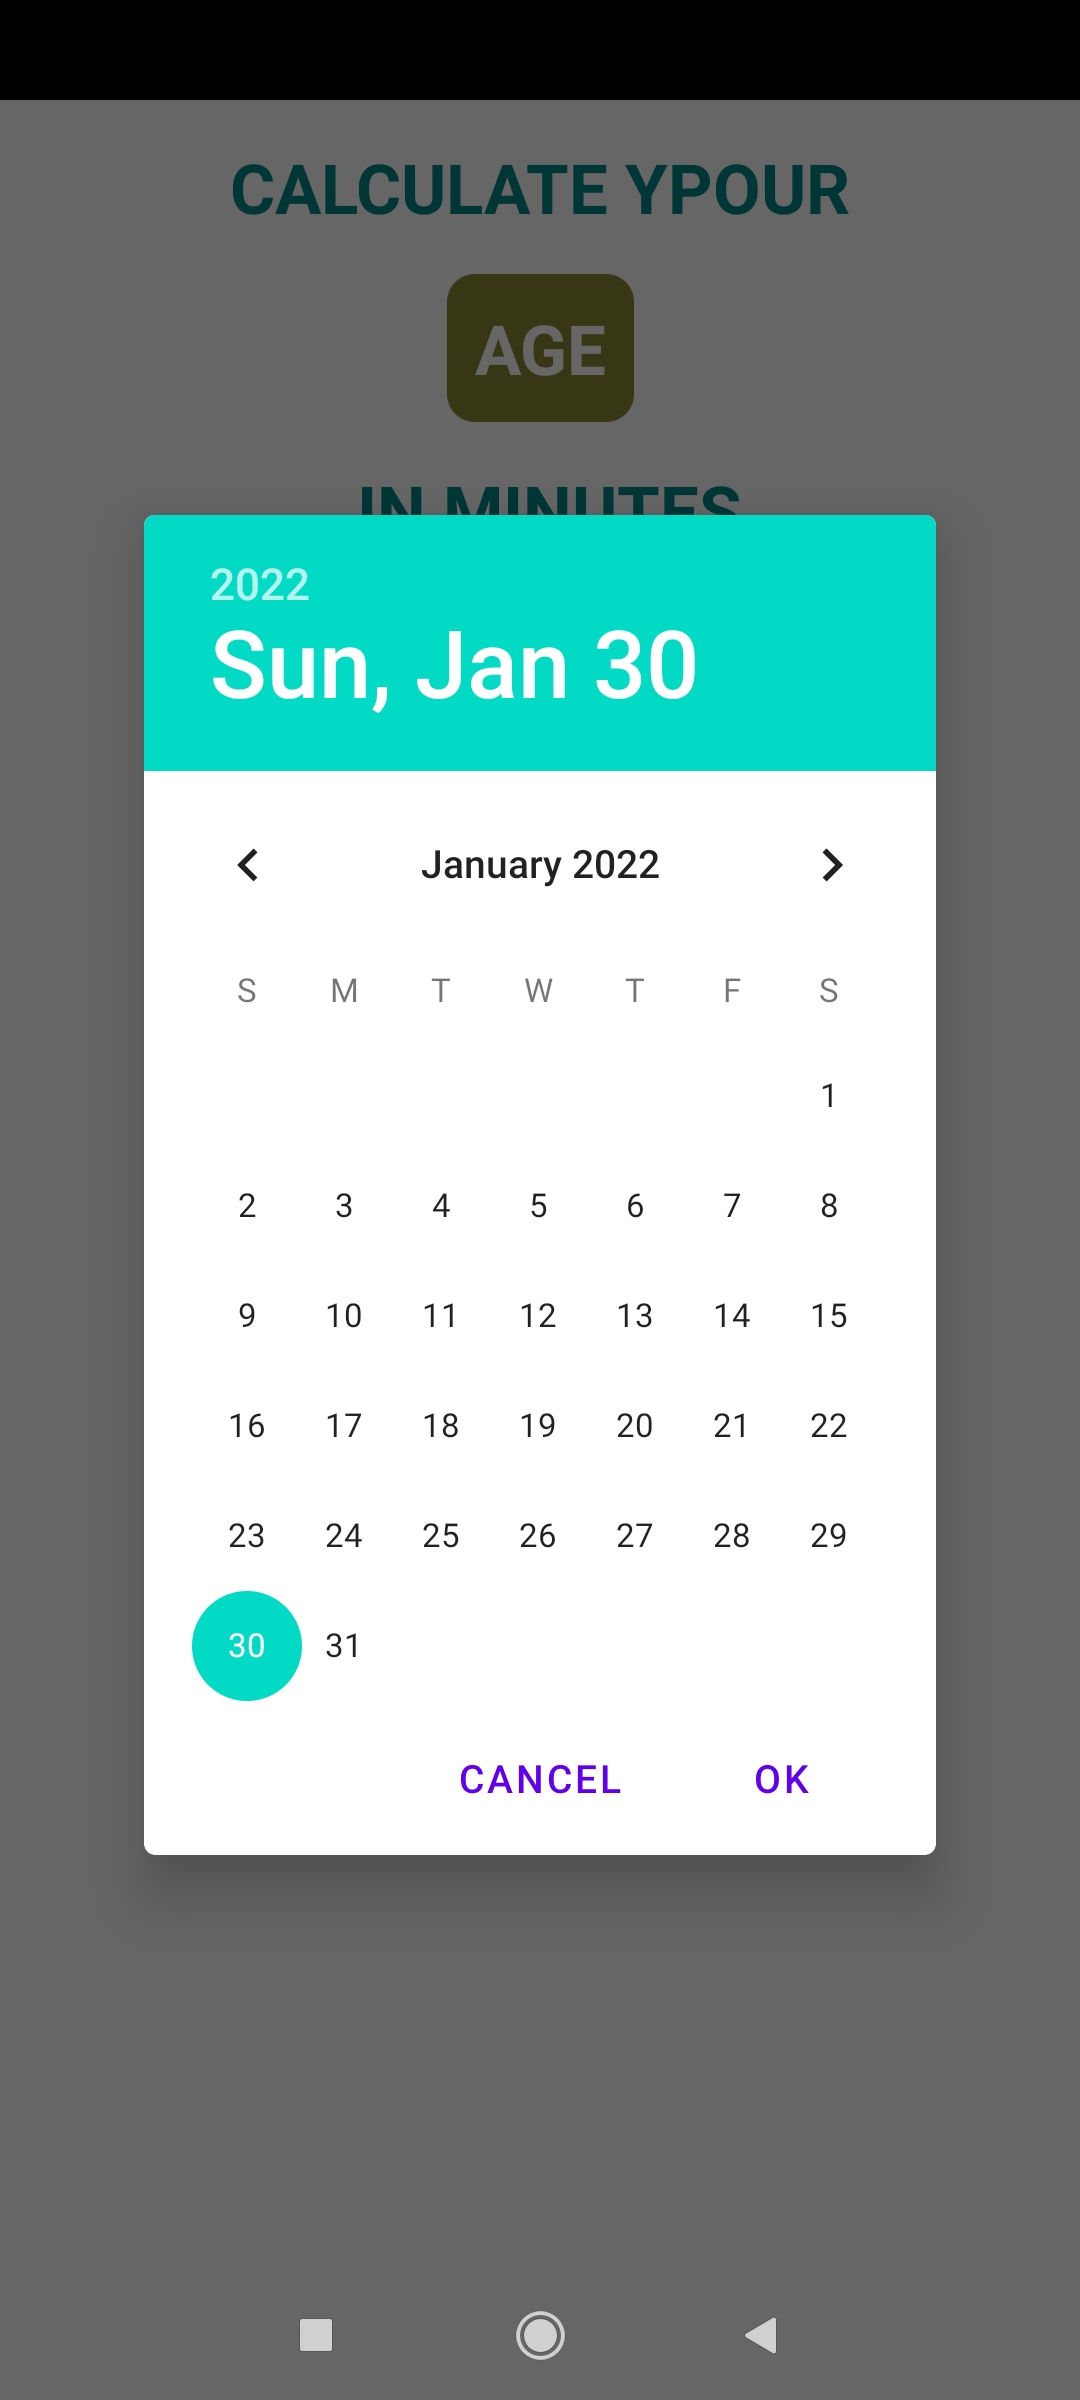 CALCULATE YPOUR
AGE
IN MINUTES
2022
Sun, Jan 30
January 2022
S M T W T F S
1
2 3 4 5 6 7 8
9 10 11 12 13 14 15
16 17 18 19 20 21 22
23 24 25 26 27 28 29
30 31
CANCEL OK